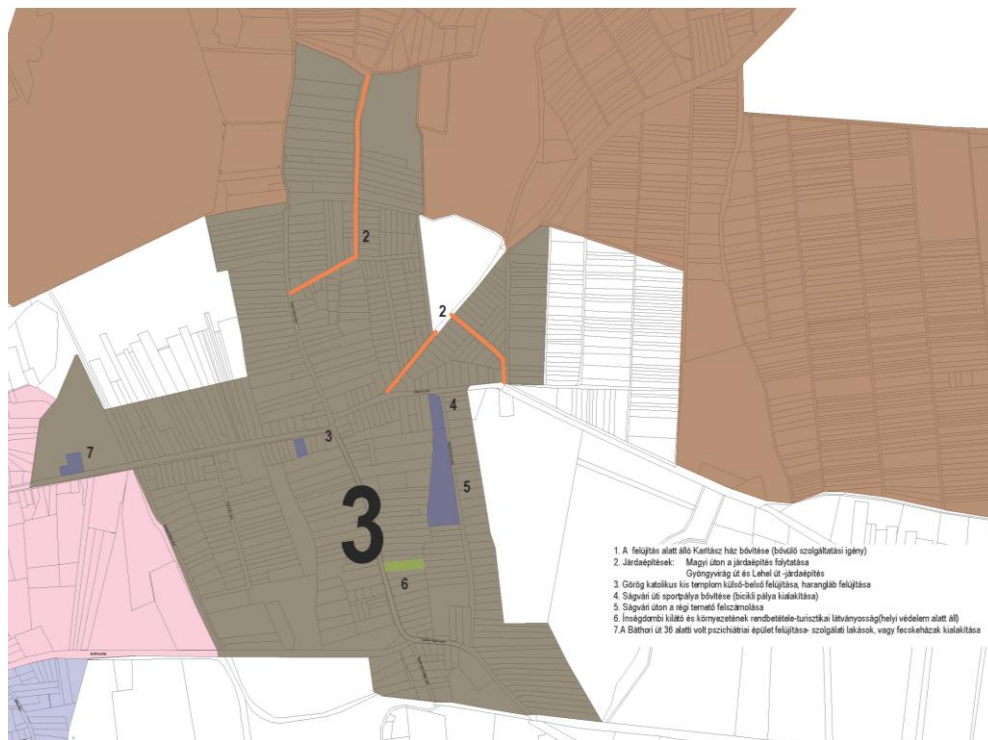 2
2
4
3
7
5
3
6
1. A felújítás alatt álló Karitász ház bővítése (bővülő szolgáltatási igény)
2. Járdaépítések: Magyi úton a járdaépítés folytatása
Gyöngyvirág út és Lehel út -járdaépítés
3. Görög katolikus kis templom külső-belső felújítása, harangláb felújítása
4. Ságvári úti sportpálya bővítése (bicikli pálya kialakítása)
5. Ságvári úton a régi temető felszámolása
6. Ínségdombi kilátó és környezetének rendbetétele-turisztikai látványosság(helyi védelem alatt áll)
7.A Báthori út 36 alatti volt pszichiátriai épület felújítása- szolgálati lakások, vagy fecskeházak kialakítása